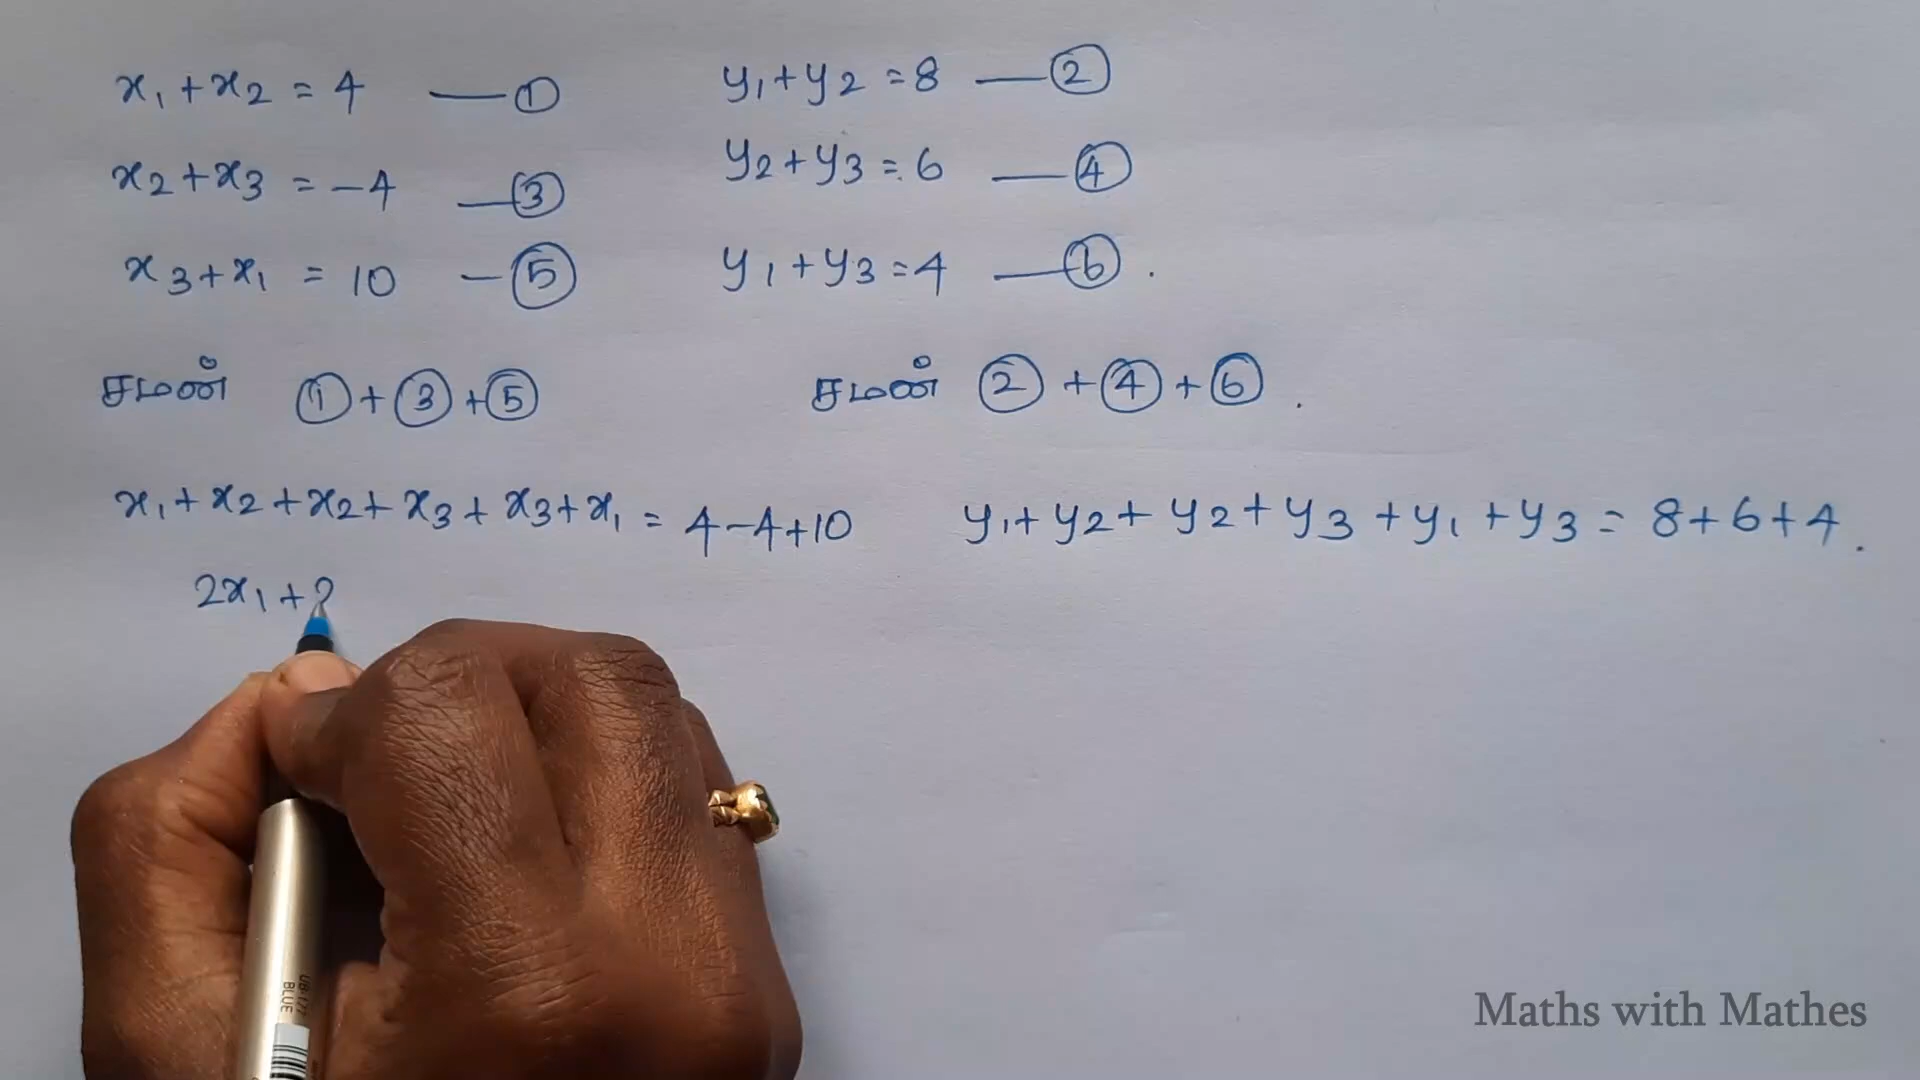 x₁ + x₂ = 4 — ① y₁ + y₂ = 8 — ②
x₂ + x₃ = -4 — ③ y₂ + y₃ = 6 — ④
x₃ + x₁ = 10 — ⑤ y₁ + y₃ = 4 — ⑥.
சமன் ① + ③ + ⑤ சமன் ② + ④ + ⑥.
x₁ + x₂ + x₂ + x₃ + x₃ + x₁ = 4 - 4 + 10 y₁ + y₂ + y₂ + y₃ + y₁ + y₃ = 8 + 6 + 4.
2x₁ + 2
UB-177
BLUE
Maths with Mathes